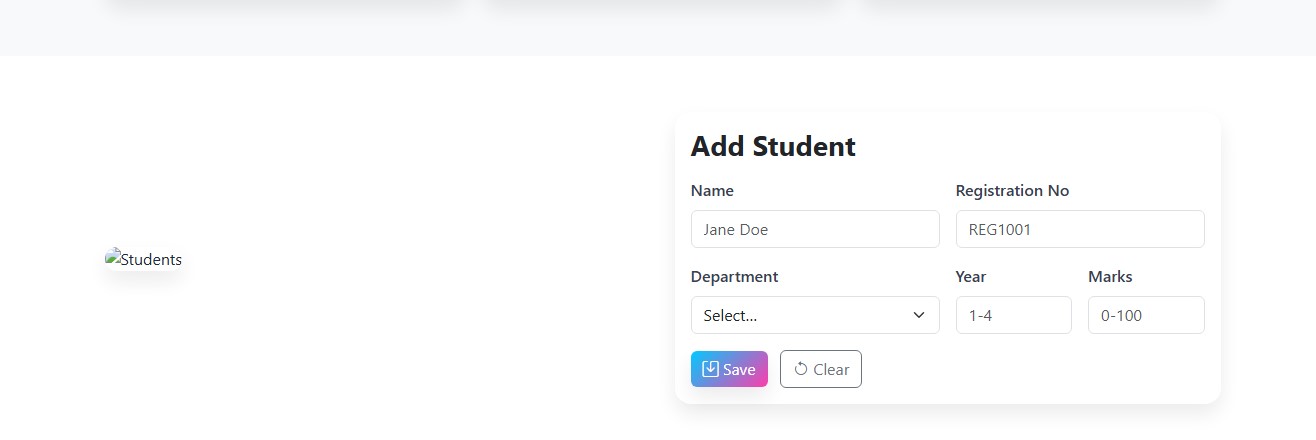 Students
Add Student
Name
Registration No
Jane Doe
REG1001
Department
Year
Marks
Select...
1-4
0-100
Save
Clear